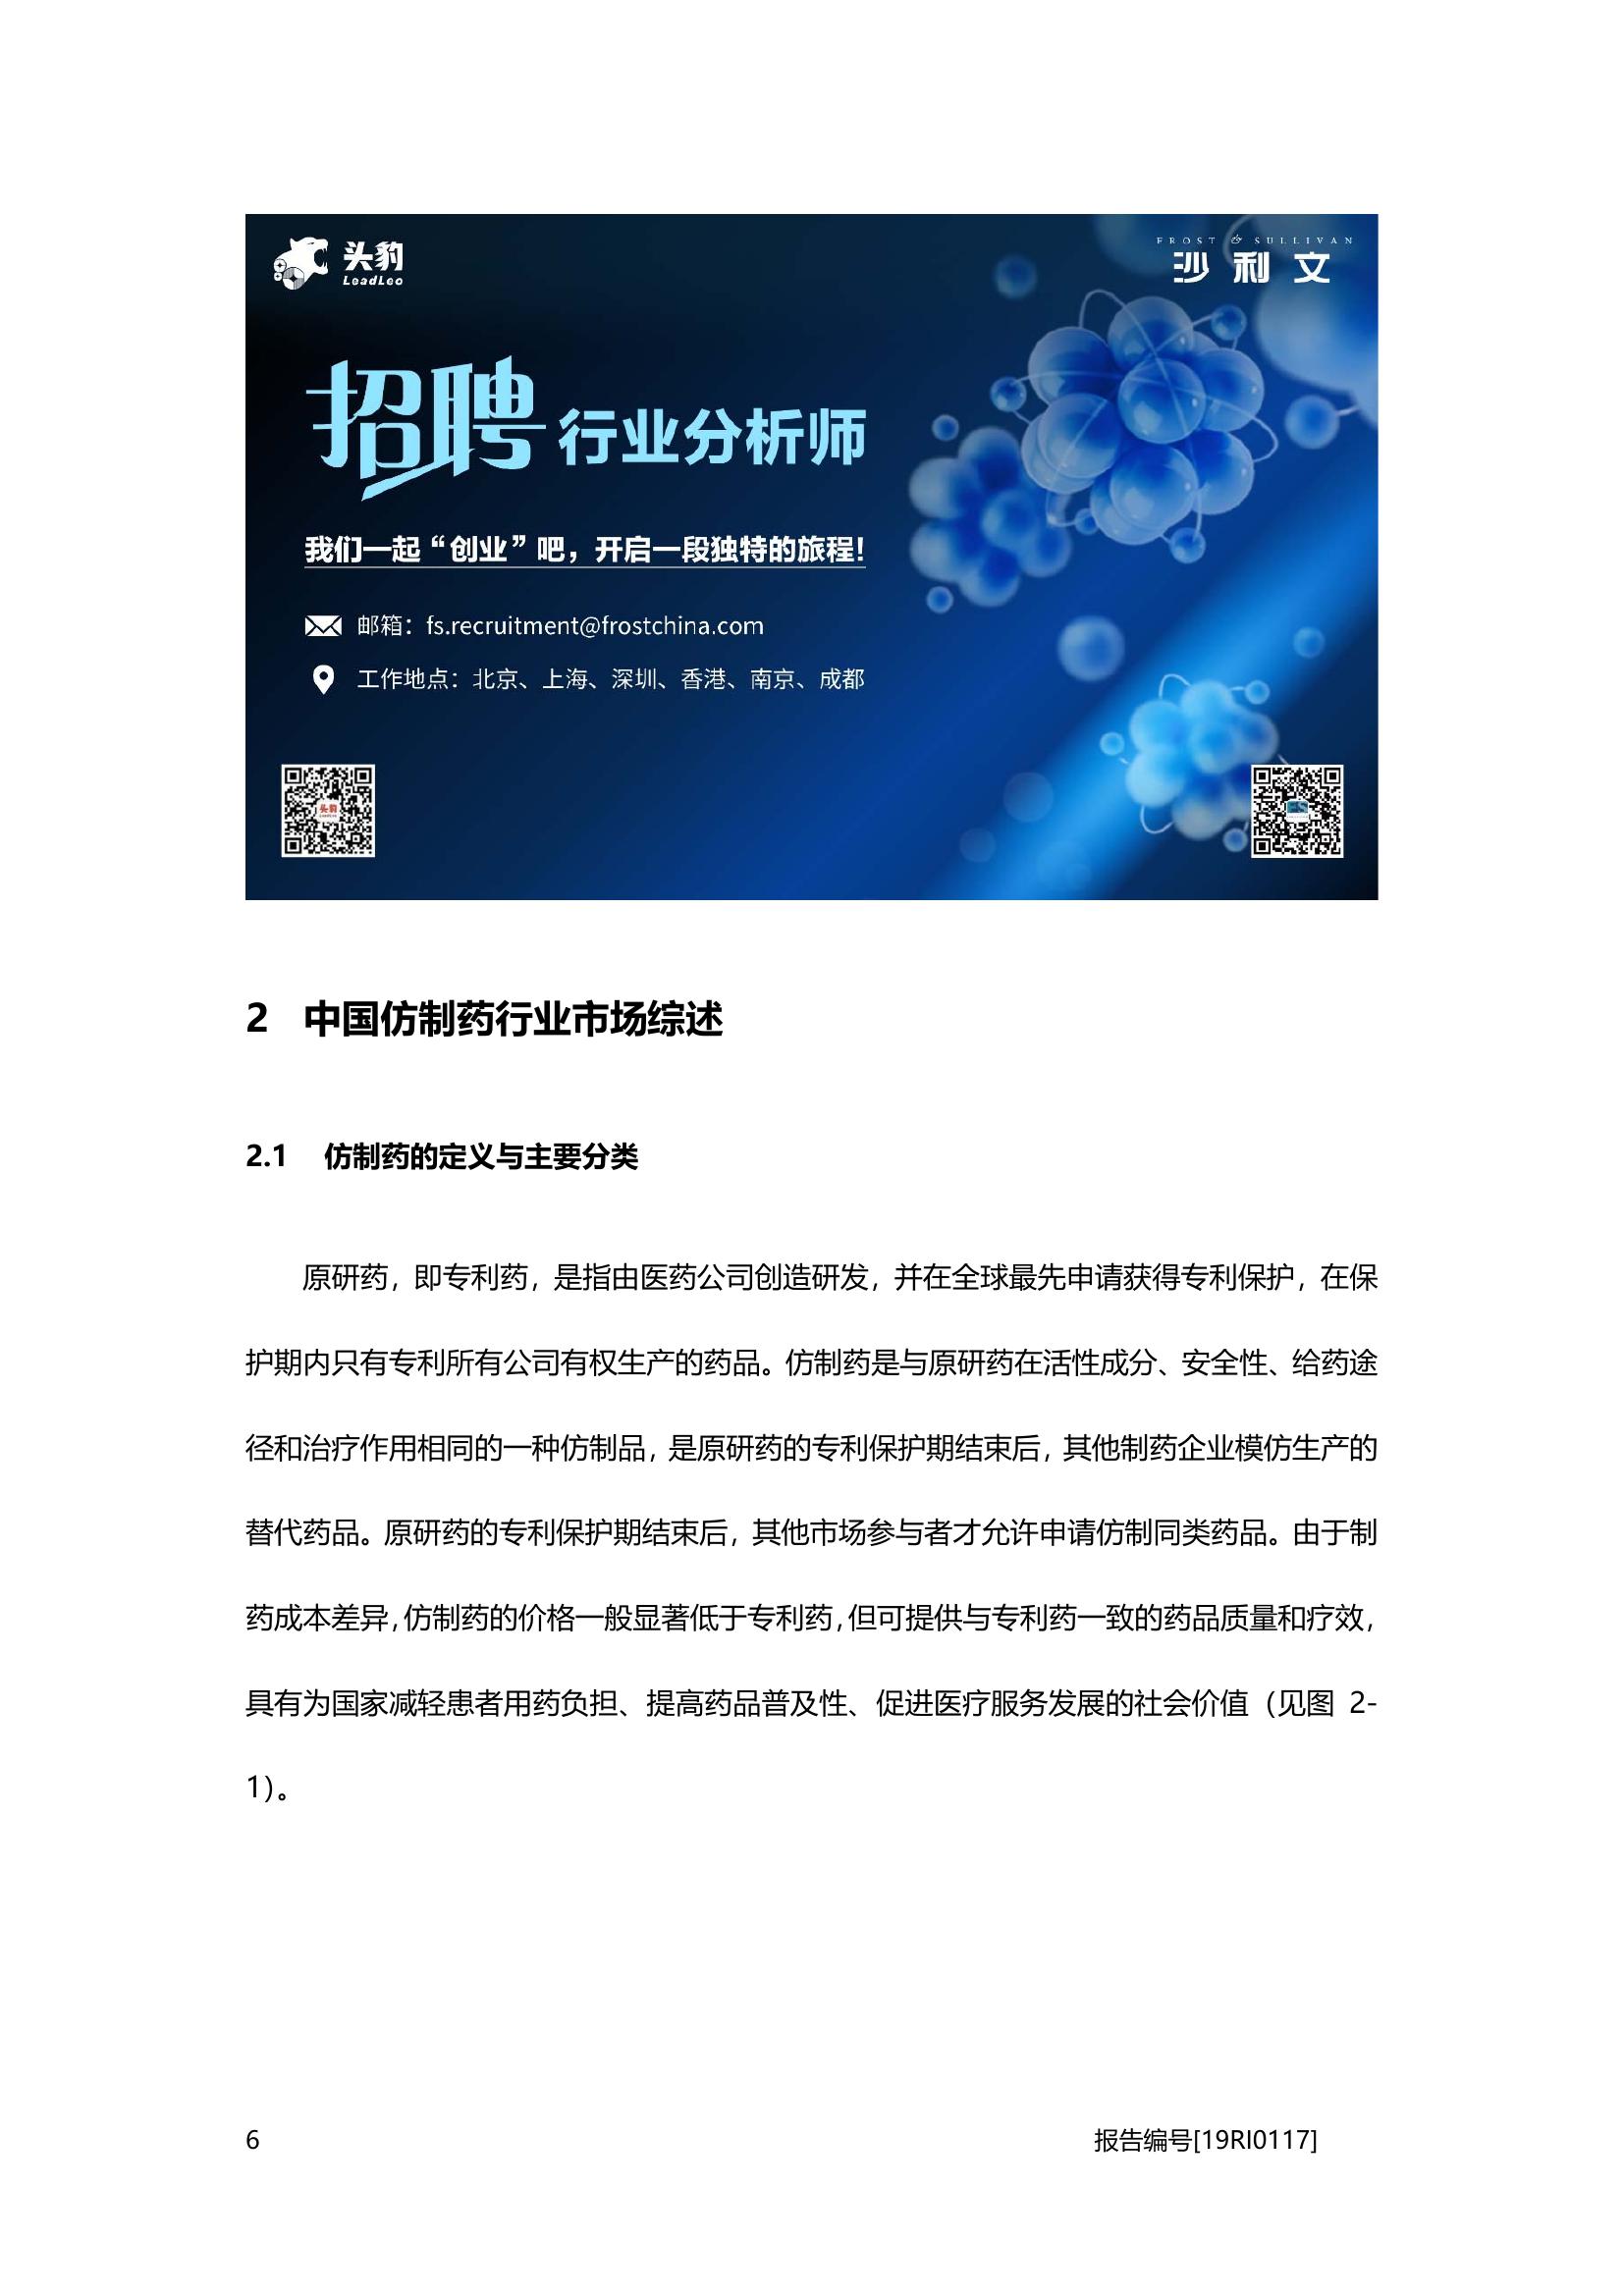 头豹
LeadLeo
FROST & SULLIVAN
沙利文
招聘 行业分析师
我们一起“创业”吧，开启一段独特的旅程！
邮箱：fs.recruitment@frostchina.com
工作地点：北京、上海、深圳、香港、南京、成都
头豹
2 中国仿制药行业市场综述
2.1 仿制药的定义与主要分类
原研药，即专利药，是指由医药公司创造研发，并在全球最先申请获得专利保护，在保
护期内只有专利所有公司有权生产的药品。仿制药是与原研药在活性成分、安全性、给药途
径和治疗作用相同的一种仿制品，是原研药的专利保护期结束后，其他制药企业模仿生产的
替代药品。原研药的专利保护期结束后，其他市场参与者才允许申请仿制同类药品。由于制
药成本差异，仿制药的价格一般显著低于专利药，但可提供与专利药一致的药品质量和疗效，
具有为国家减轻患者用药负担、提高药品普及性、促进医疗服务发展的社会价值（见图 2-
1）。
6 报告编号[19RI0117]